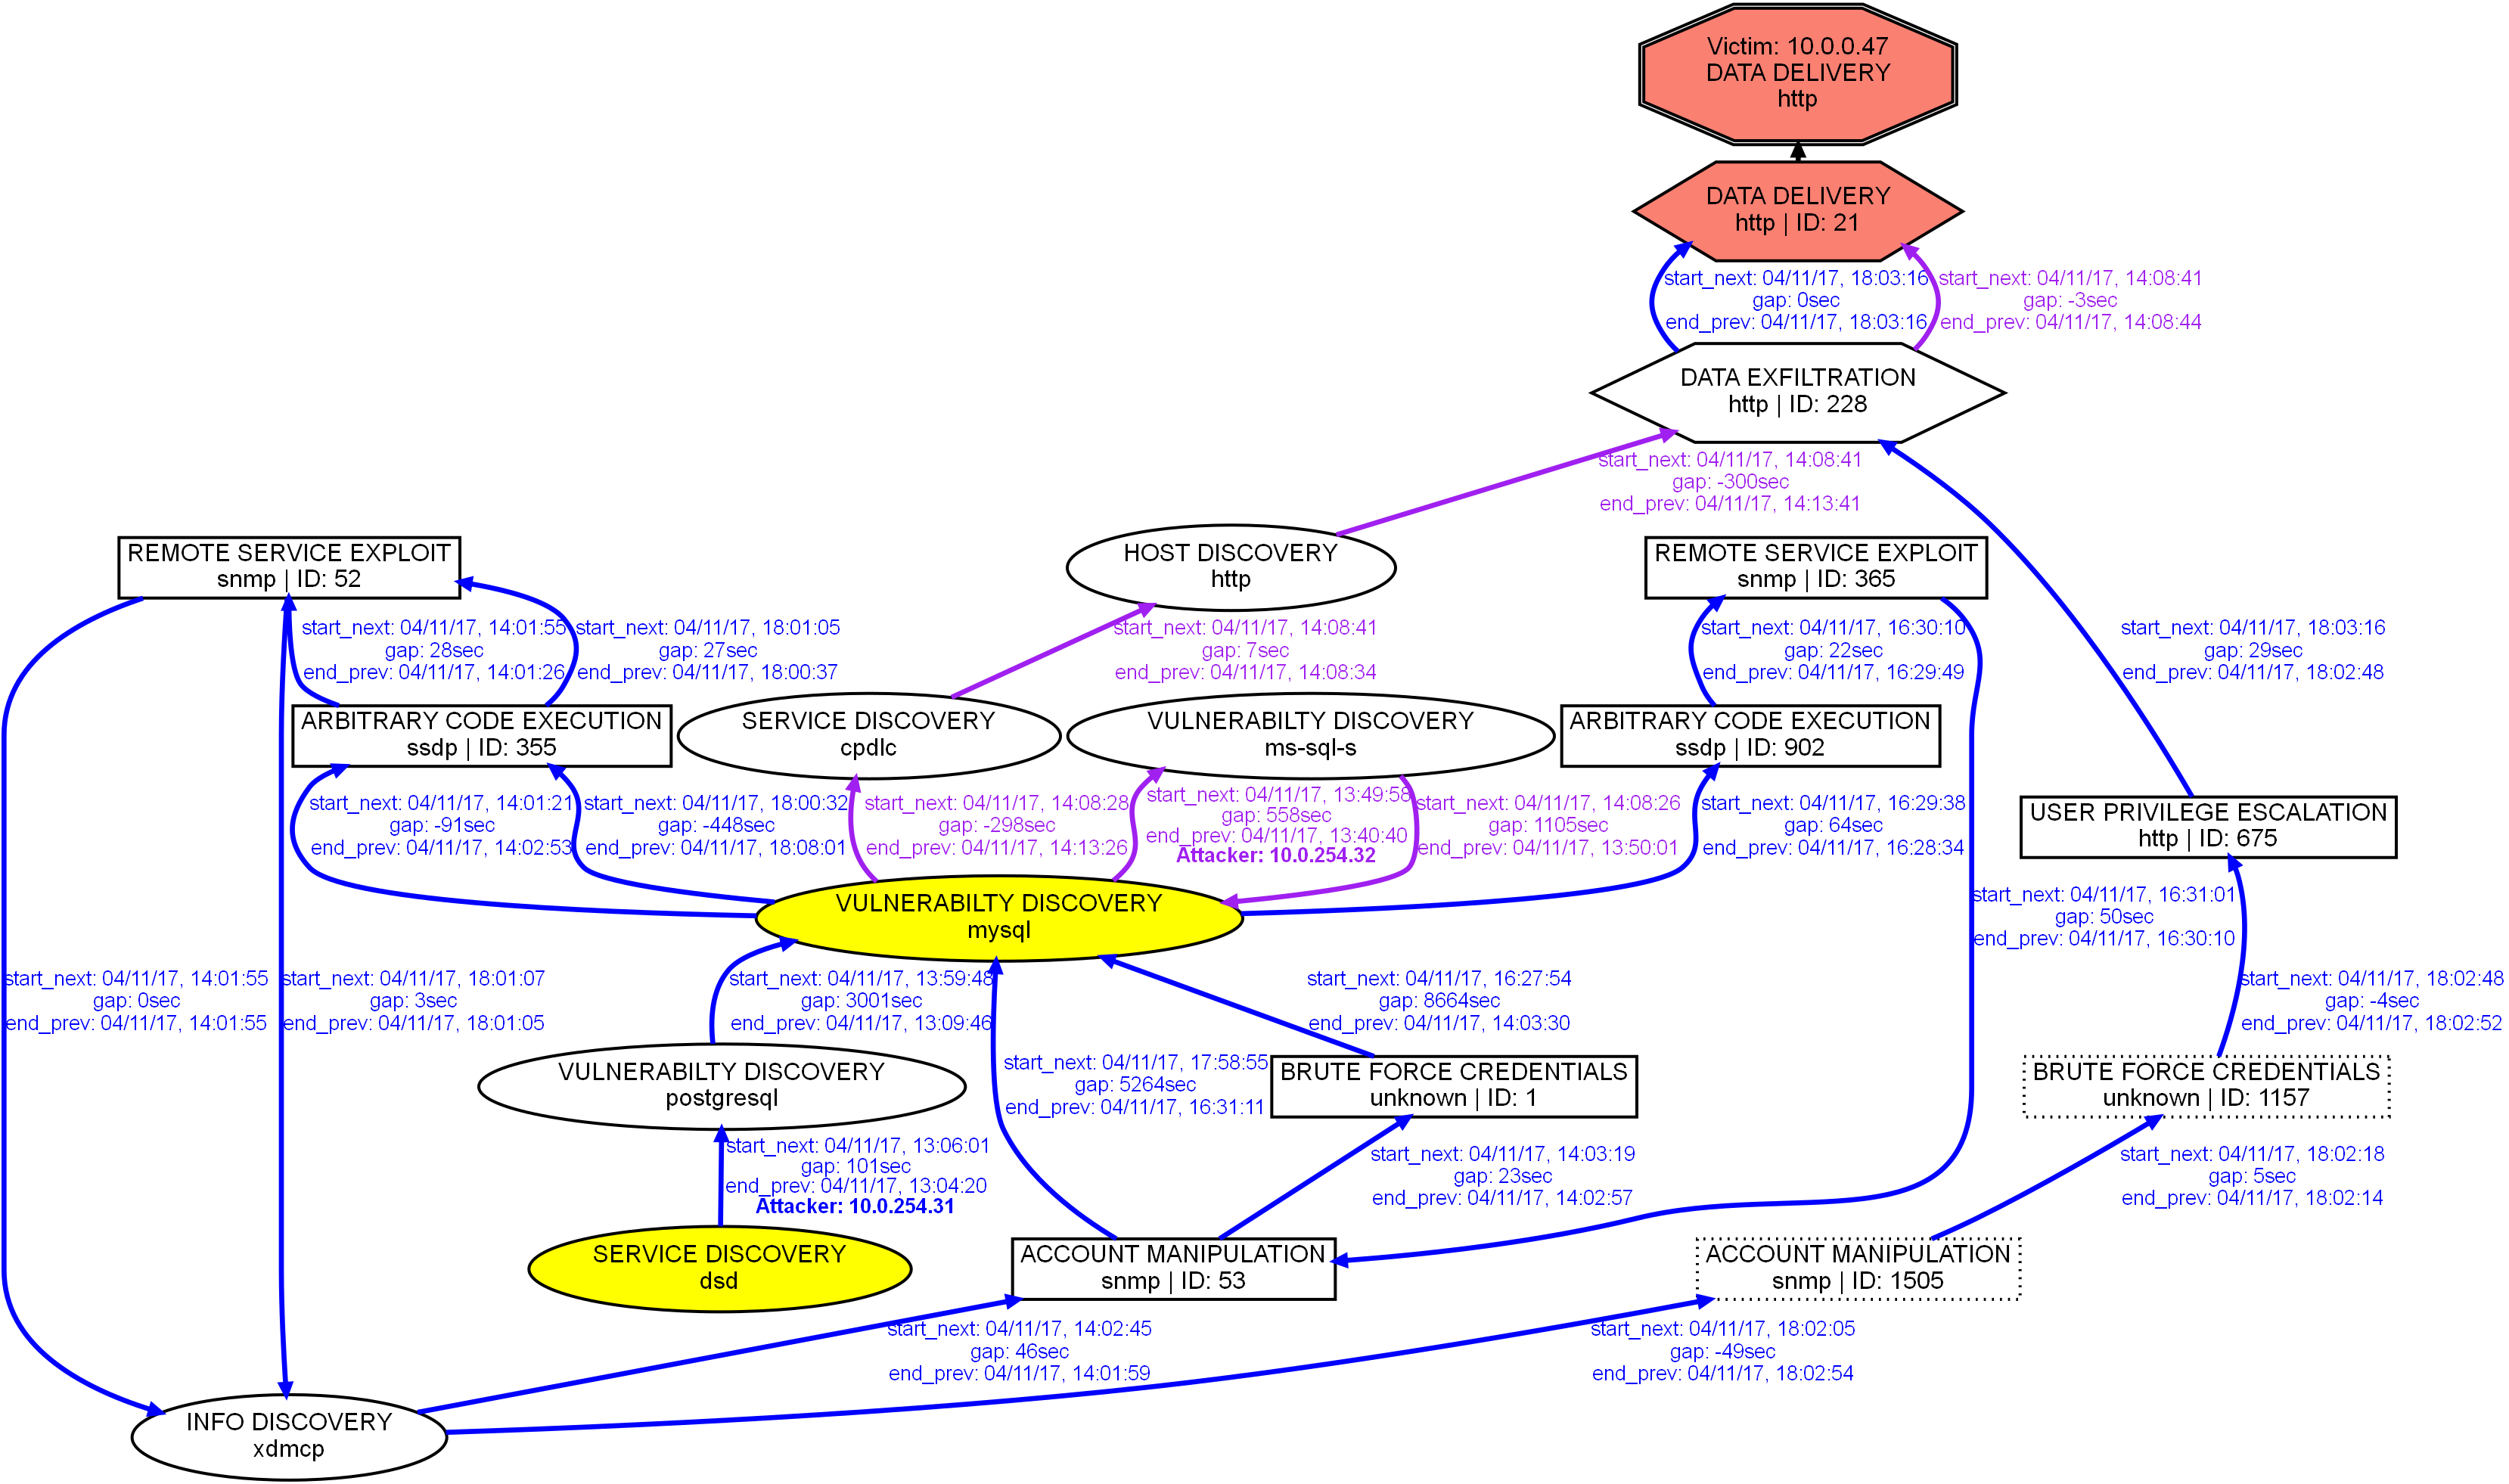 Victim: 10.0.0.47
DATA DELIVERY
http
DATA DELIVERY
http | ID: 21
start_next: 04/11/17, 18:03:16
gap: 0sec
end_prev: 04/11/17, 18:03:16
start_next: 04/11/17, 14:08:41
gap: -3sec
end_prev: 04/11/17, 14:08:44
DATA EXFILTRATION
http | ID: 228
start_next: 04/11/17, 14:08:41
gap: -300sec
end_prev: 04/11/17, 14:13:41
REMOTE SERVICE EXPLOIT
snmp | ID: 52
HOST DISCOVERY
http
REMOTE SERVICE EXPLOIT
snmp | ID: 365
start_next: 04/11/17, 14:01:55
gap: 28sec
end_prev: 04/11/17, 14:01:26
start_next: 04/11/17, 18:01:05
gap: 27sec
end_prev: 04/11/17, 18:00:37
start_next: 04/11/17, 14:08:41
gap: 7sec
end_prev: 04/11/17, 14:08:34
start_next: 04/11/17, 16:30:10
gap: 22sec
end_prev: 04/11/17, 16:29:49
start_next: 04/11/17, 18:03:16
gap: 29sec
end_prev: 04/11/17, 18:02:48
ARBITRARY CODE EXECUTION
ssdp | ID: 355
SERVICE DISCOVERY
cpdlc
VULNERABILTY DISCOVERY
ms-sql-s
ARBITRARY CODE EXECUTION
ssdp | ID: 902
start_next: 04/11/17, 14:01:21
gap: -91sec
end_prev: 04/11/17, 14:02:53
start_next: 04/11/17, 18:00:32
gap: -448sec
end_prev: 04/11/17, 18:08:01
start_next: 04/11/17, 14:08:28
gap: -298sec
end_prev: 04/11/17, 14:13:26
start_next: 04/11/17, 13:49:58
gap: 558sec
end_prev: 04/11/17, 13:40:40
Attacker: 10.0.254.32
start_next: 04/11/17, 14:08:26
gap: 1105sec
end_prev: 04/11/17, 13:50:01
start_next: 04/11/17, 16:29:38
gap: 64sec
end_prev: 04/11/17, 16:28:34
USER PRIVILEGE ESCALATION
http | ID: 675
VULNERABILTY DISCOVERY
mysql
start_next: 04/11/17, 16:31:01
gap: 50sec
end_prev: 04/11/17, 16:30:10
start_next: 04/11/17, 14:01:55
gap: 0sec
end_prev: 04/11/17, 14:01:55
start_next: 04/11/17, 18:01:07
gap: 3sec
end_prev: 04/11/17, 18:01:05
start_next: 04/11/17, 13:59:48
gap: 3001sec
end_prev: 04/11/17, 13:09:46
start_next: 04/11/17, 16:27:54
gap: 8664sec
end_prev: 04/11/17, 14:03:30
start_next: 04/11/17, 18:02:48
gap: -4sec
end_prev: 04/11/17, 18:02:52
VULNERABILTY DISCOVERY
postgresql
start_next: 04/11/17, 17:58:55
gap: 5264sec
end_prev: 04/11/17, 16:31:11
BRUTE FORCE CREDENTIALS
unknown | ID: 1
BRUTE FORCE CREDENTIALS
unknown | ID: 1157
start_next: 04/11/17, 13:06:01
gap: 101sec
end_prev: 04/11/17, 13:04:20
Attacker: 10.0.254.31
start_next: 04/11/17, 14:03:19
gap: 23sec
end_prev: 04/11/17, 14:02:57
start_next: 04/11/17, 18:02:18
gap: 5sec
end_prev: 04/11/17, 18:02:14
SERVICE DISCOVERY
dsd
ACCOUNT MANIPULATION
snmp | ID: 53
ACCOUNT MANIPULATION
snmp | ID: 1505
start_next: 04/11/17, 14:02:45
gap: 46sec
end_prev: 04/11/17, 14:01:59
start_next: 04/11/17, 18:02:05
gap: -49sec
end_prev: 04/11/17, 18:02:54
INFO DISCOVERY
xdmcp